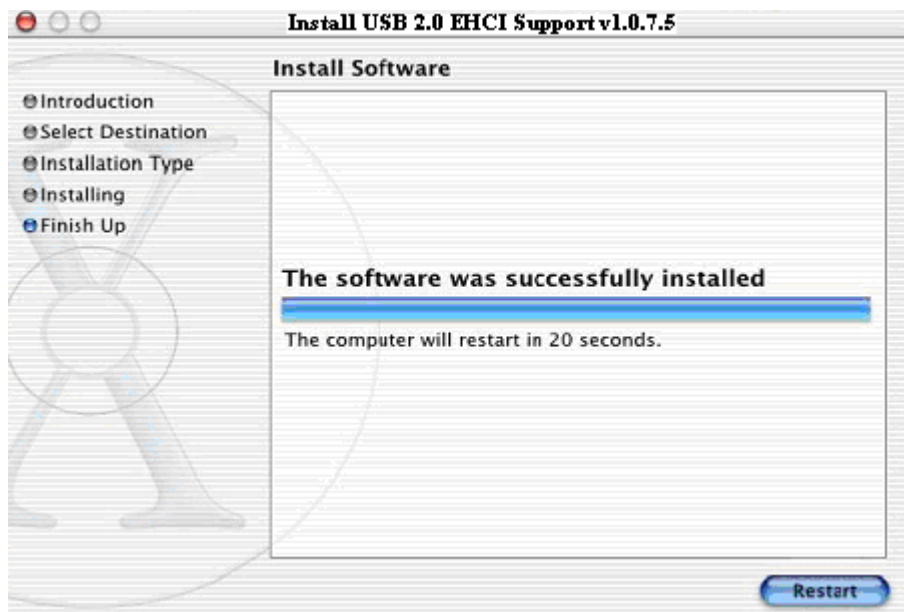 Install USB 2.0 EHCI Support v1.0.7.5
Install Software
Introduction
Select Destination
Installation Type
Installing
Finish Up
The software was successfully installed
The computer will restart in 20 seconds.
Restart